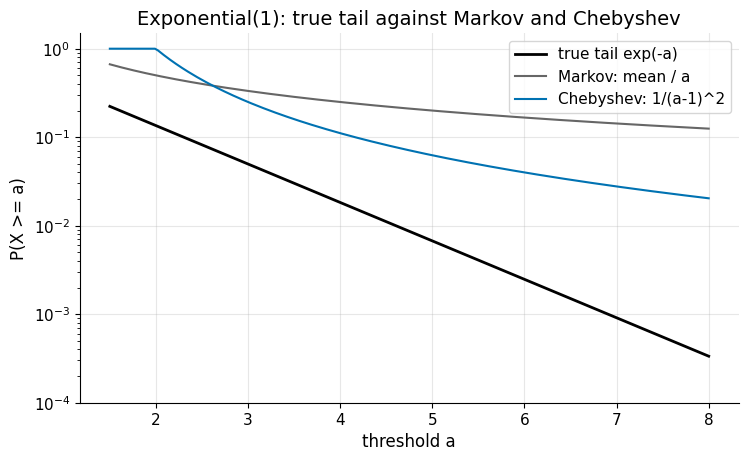 Exponential(1): true tail against Markov and Chebyshev
true tail exp(-a)
Markov: mean / a
Chebyshev: 1/(a-1)^2
P(X >= a)
10^0
10^-1
10^-2
10^-3
10^-4
2 3 4 5 6 7 8
threshold a